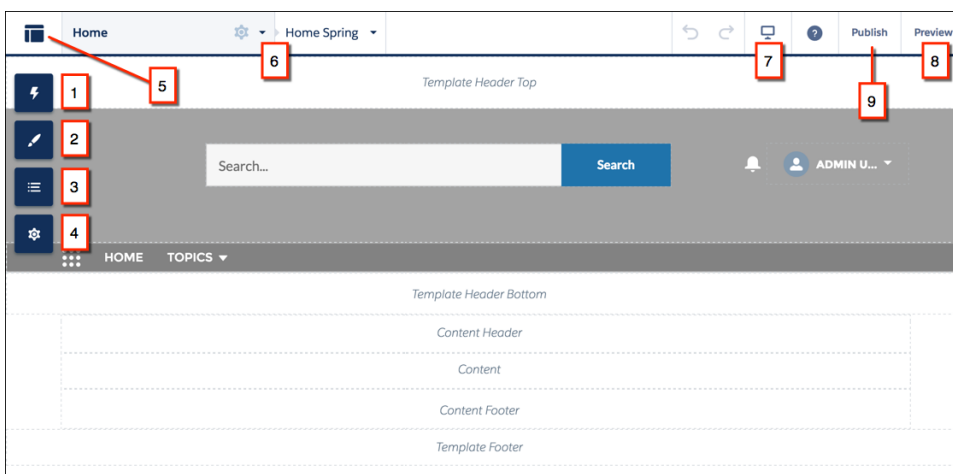 Home Home Spring ? Publish Preview
5 6 7 8
Template Header Top
1
9
2
Search... Search ADMIN U...
3
4
HOME TOPICS
Template Header Bottom
Content Header
Content
Content Footer
Template Footer